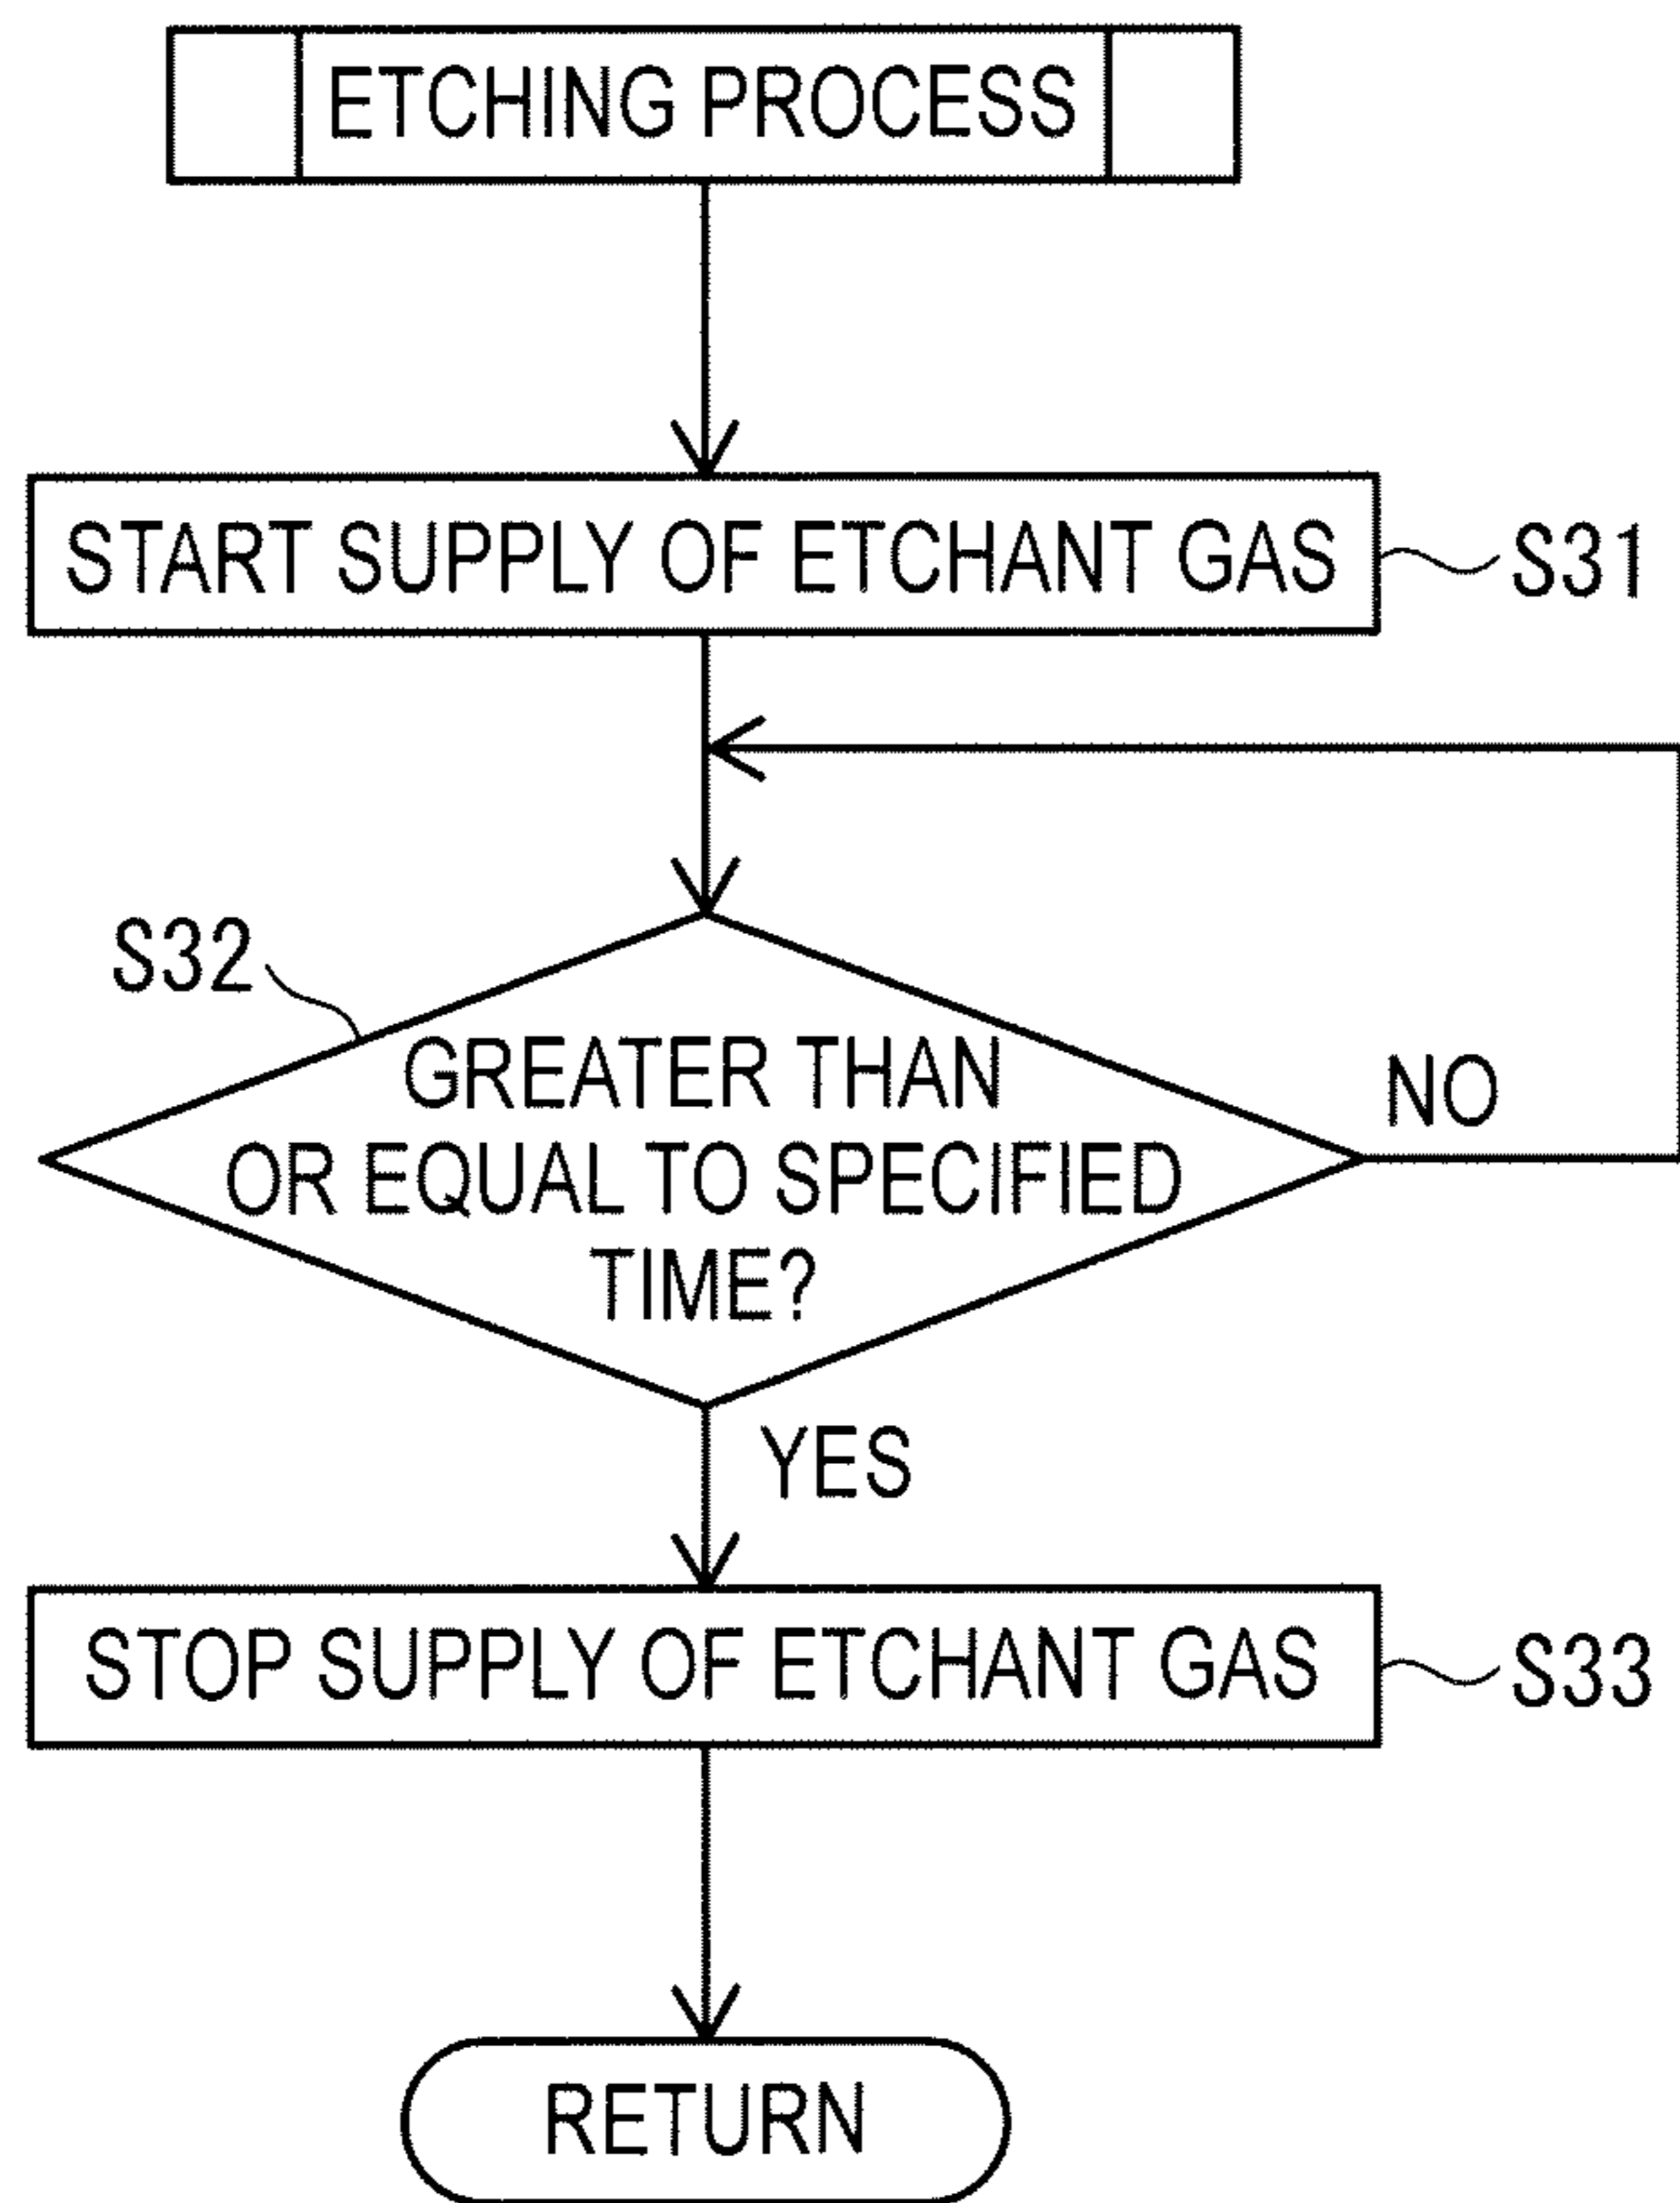 ETCHING PROCESS
START SUPPLY OF ETCHANT GAS
S31
S32
GREATER THAN
OR EQUAL TO SPECIFIED
TIME?
NO
YES
STOP SUPPLY OF ETCHANT GAS
S33
RETURN